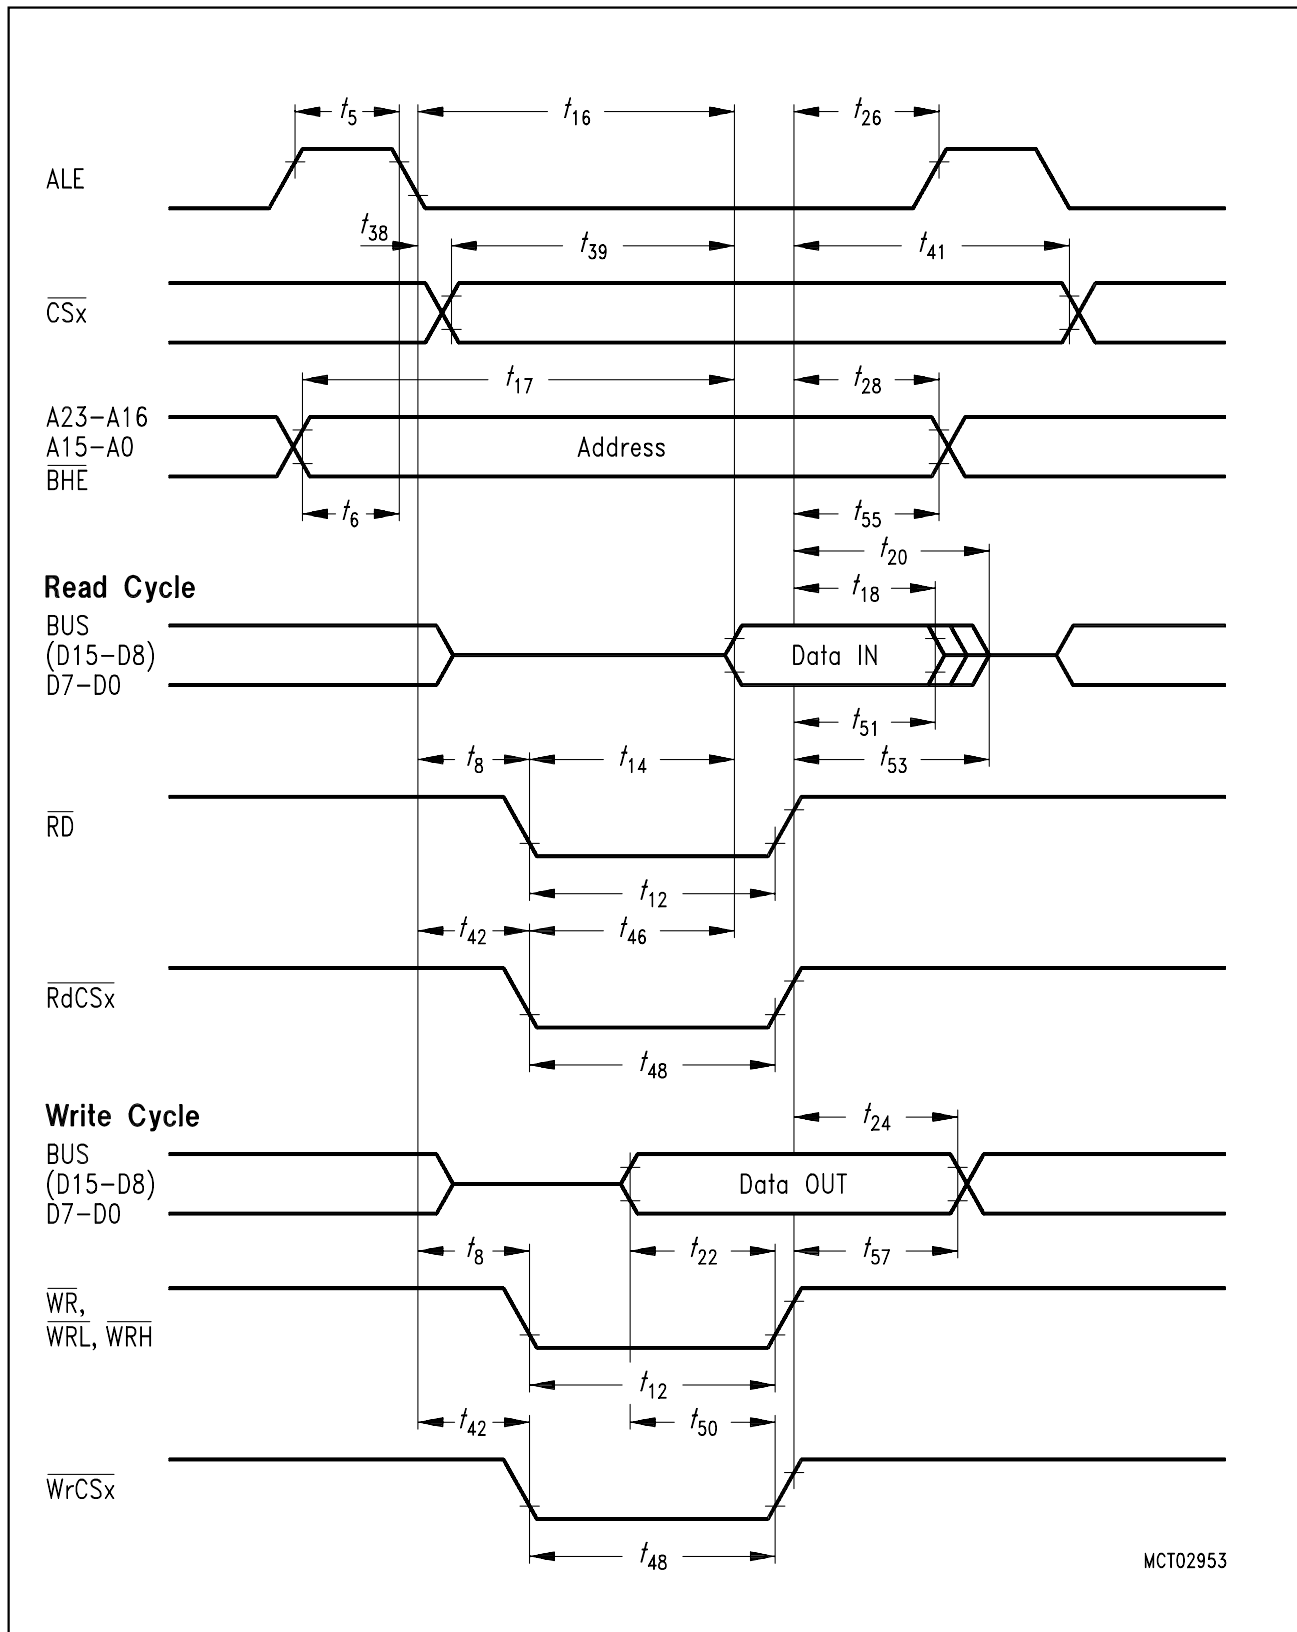 t5 t16 t26
ALE
t38 t39 t41
CSx
t17 t28
A23-A16
A15-A0
BHE
Address
t6 t55
t20
Read Cycle
t18
BUS
(D15-D8)
D7-D0
Data IN
t51
t8 t14 t53
RD
t12
t42 t46
RdCSx
t48
Write Cycle
t24
BUS
(D15-D8)
D7-D0
Data OUT
t8 t22 t57
WR,
WRL, WRH
t12
t42 t50
WrCSx
t48
MCT02953